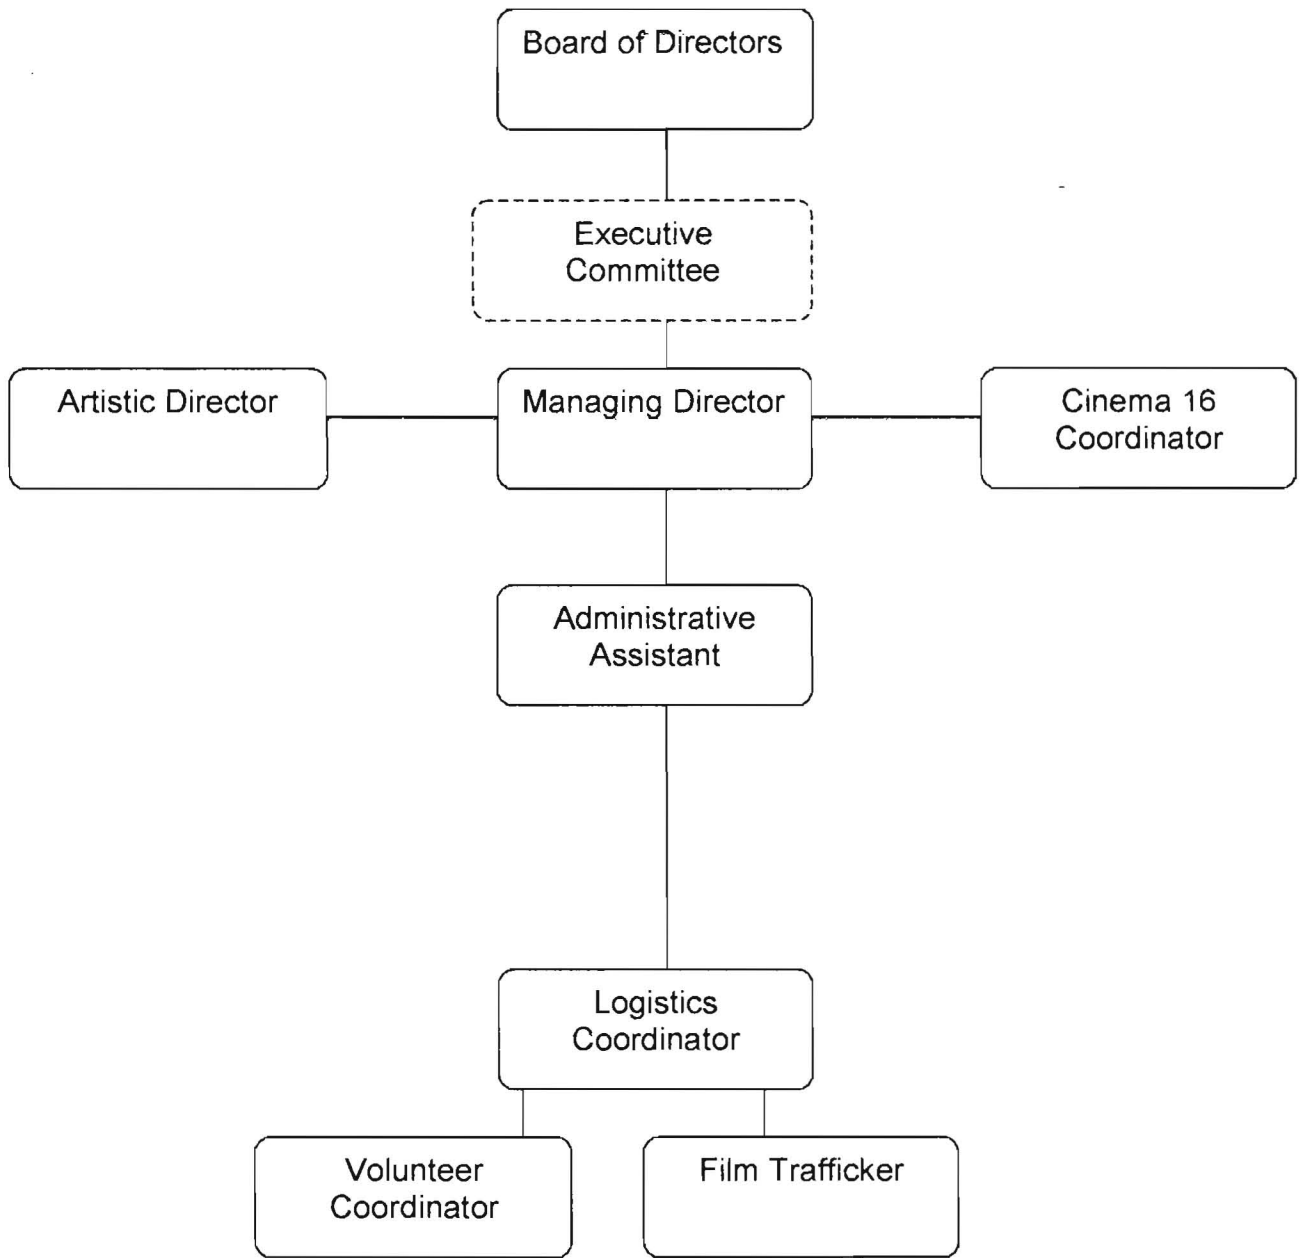 Board of Directors
Executive
Committee
Artistic Director
Managing Director
Cinema 16
Coordinator
Administrative
Assistant
Logistics
Coordinator
Volunteer
Coordinator
Film Trafficker